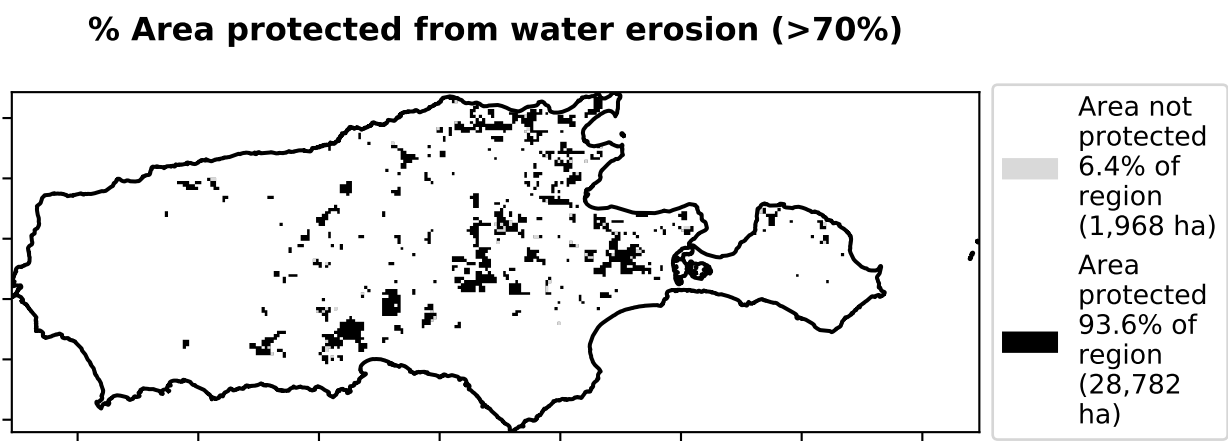 % Area protected from water erosion (>70%)
Area not
protected
6.4% of
region
(1,968 ha)
Area
protected
93.6% of
region
(28,782
ha)